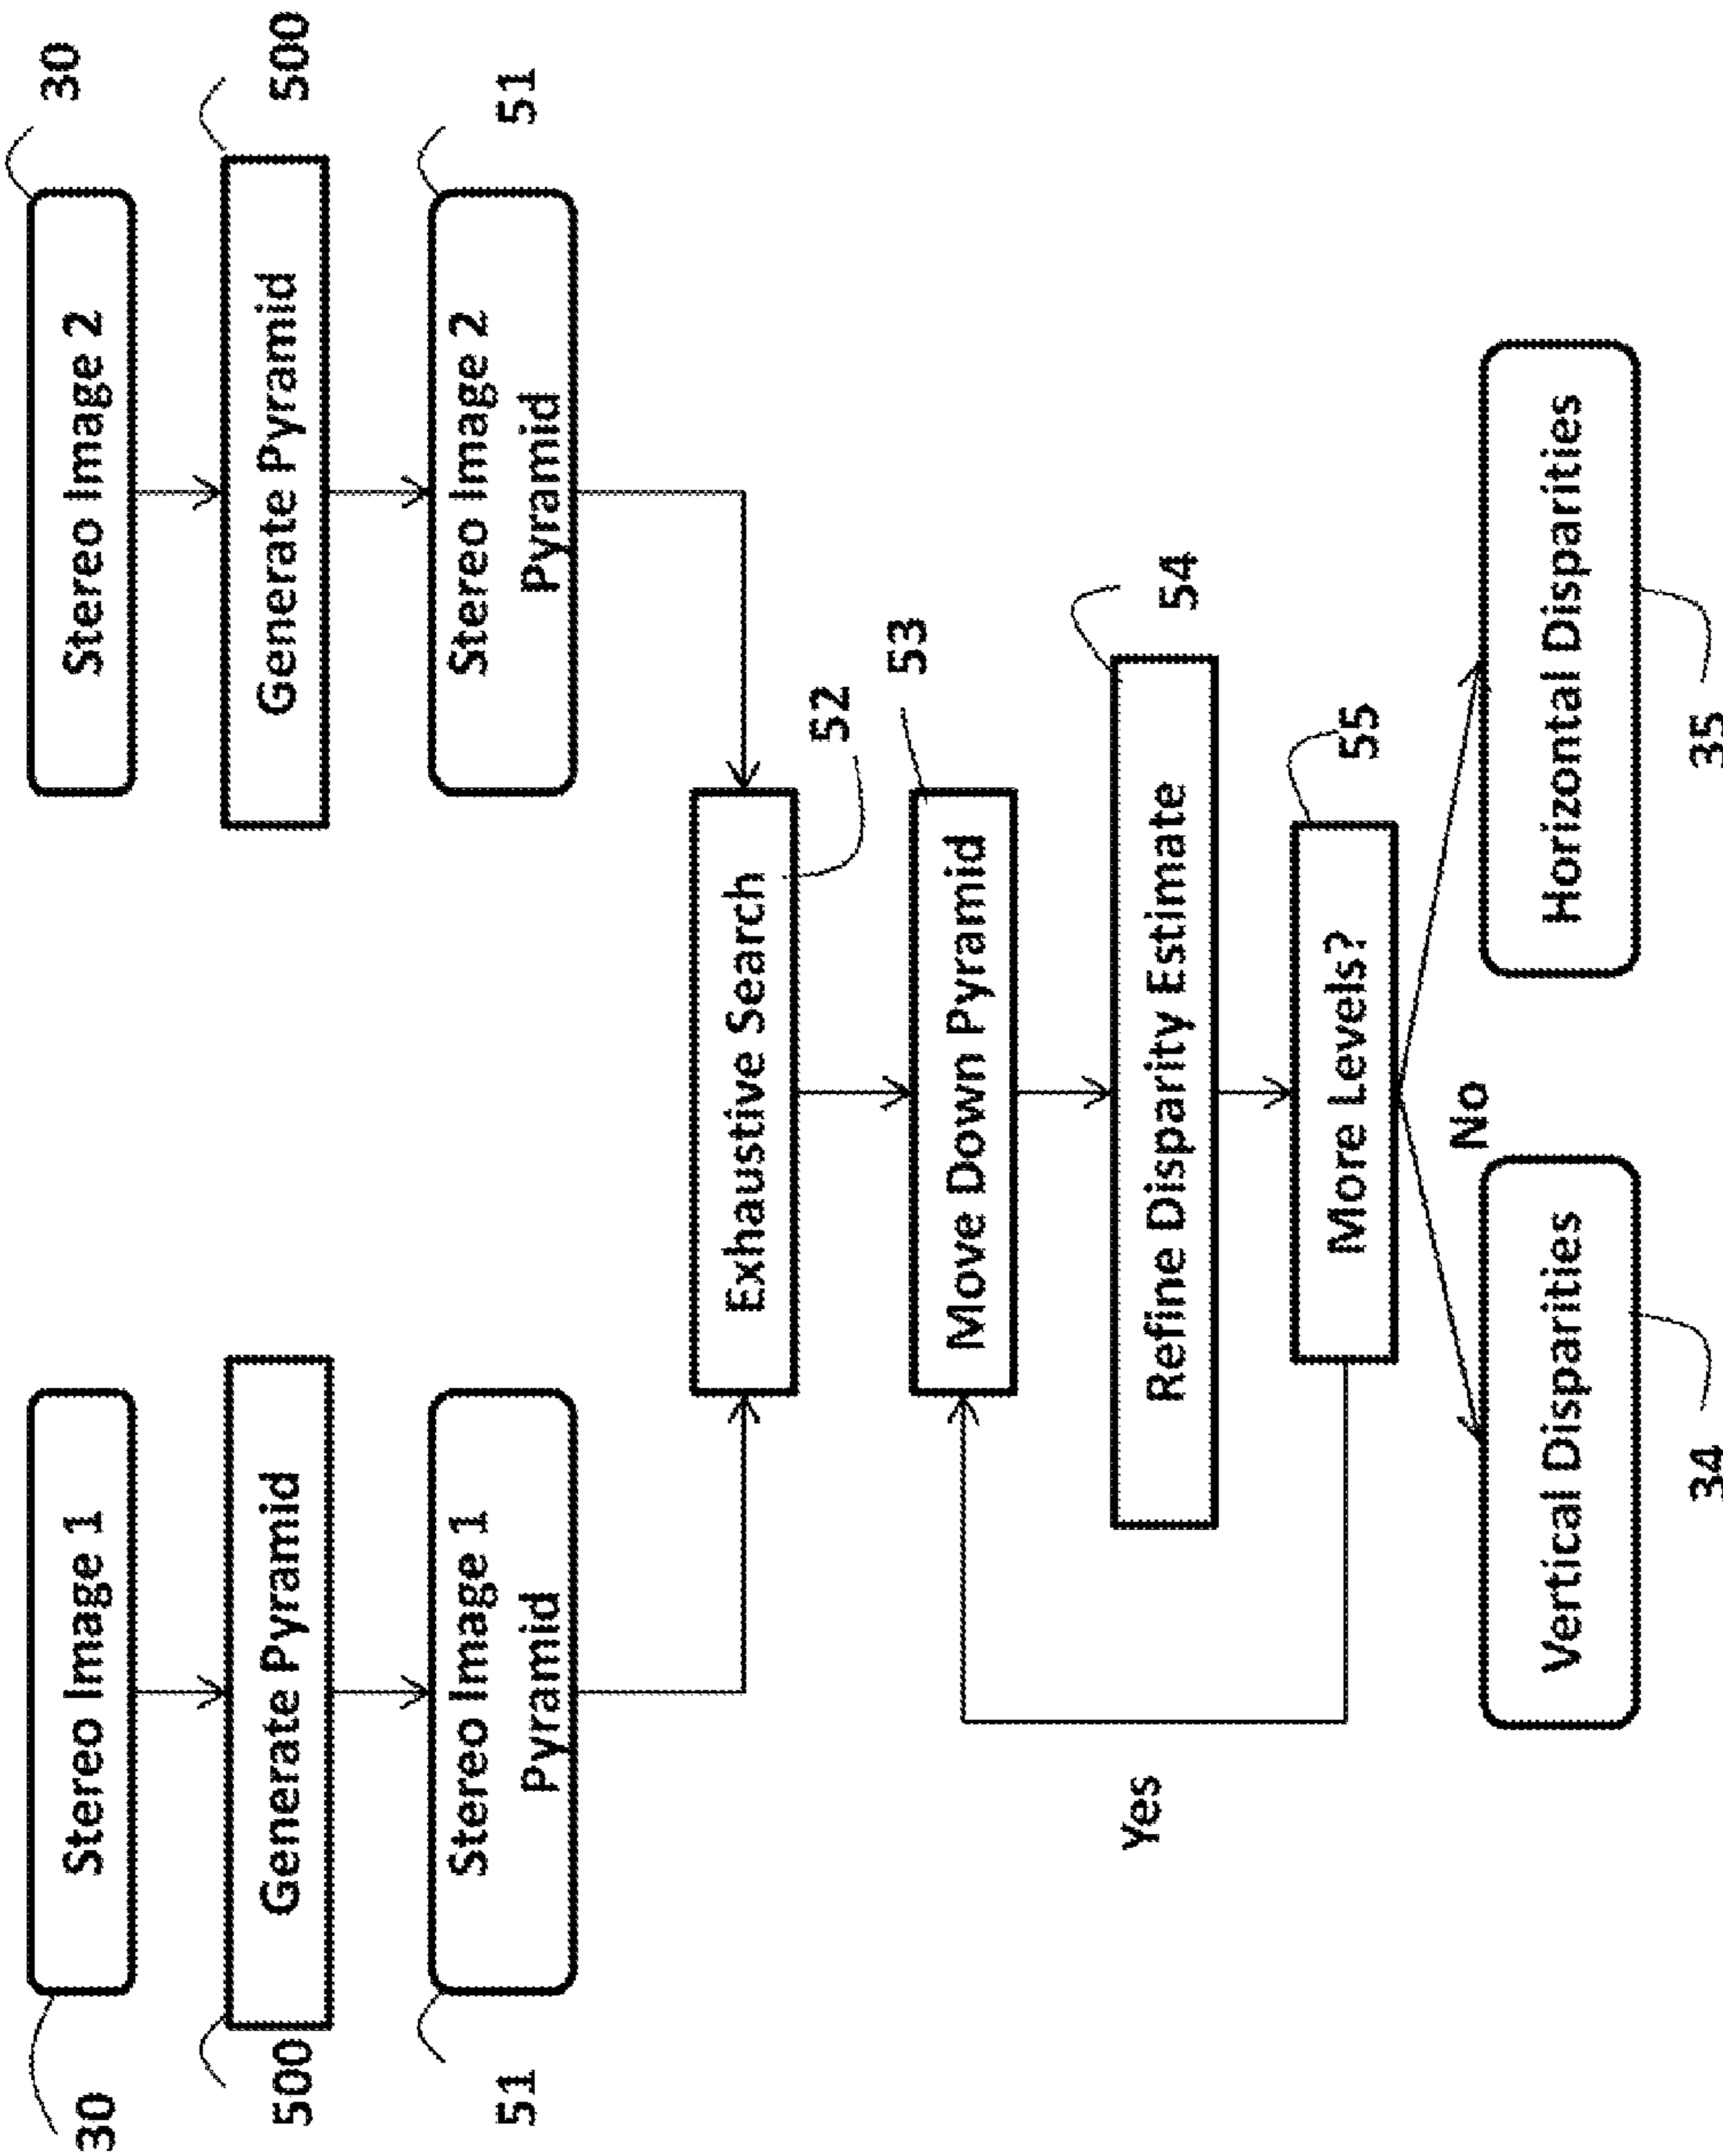 30
Stereo Image 1
Stereo Image 2
30
500
Generate Pyramid
Generate Pyramid
500
51
Stereo Image 1
Pyramid
Stereo Image 2
Pyramid
51
Exhaustive Search
52
Move Down Pyramid
53
Yes
Refine Disparity Estimate
54
More Levels?
55
No
Vertical Disparities
Horizontal Disparities
34
35